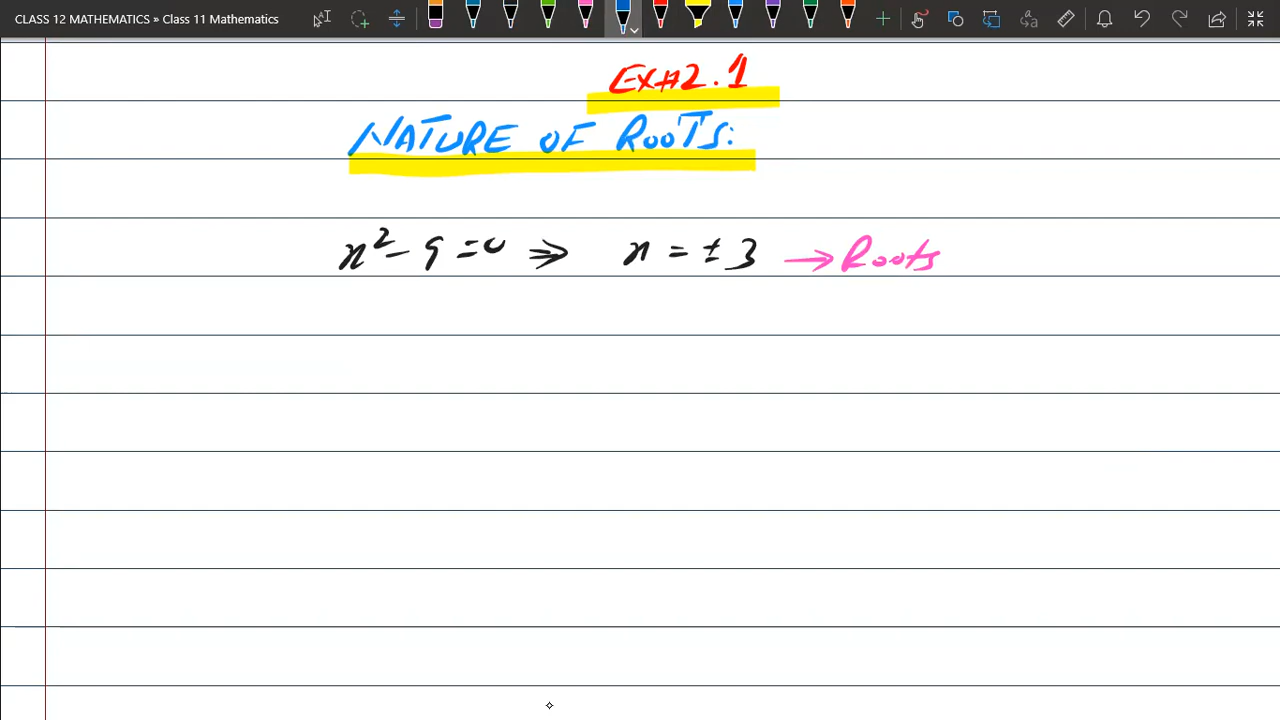 CLASS 12 MATHEMATICS » Class 11 Mathematics
Ex#2.1
NATURE OF ROOTS:
x² - 9 = 0 ⇒ x = ± 3 → Roots